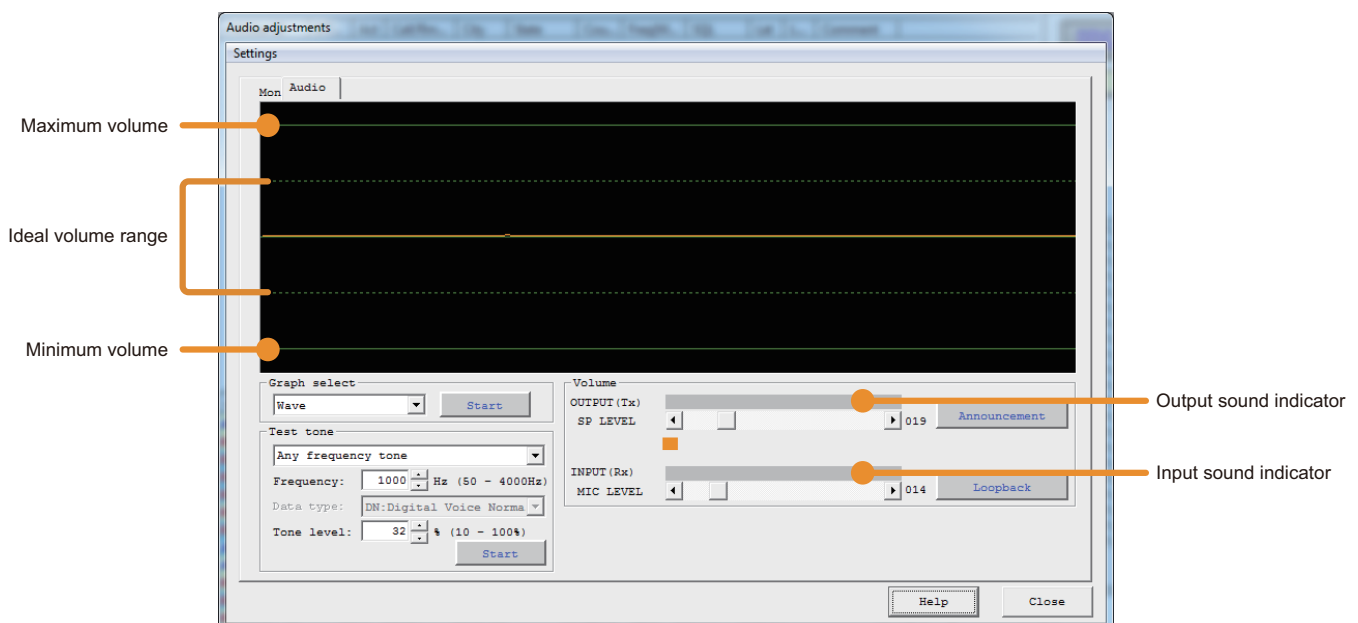 Audio adjustments
Settings
Mon Audio
Maximum volume
Ideal volume range
Minimum volume
Graph select
Wave
Start
Test tone
Any frequency tone
Frequency: 1000 Hz (50 - 4000Hz)
Data type: DN:Digital Voice Norma
Tone level: 32 % (10 - 100%)
Start
Volume
OUTPUT(Tx)
SP LEVEL 019
Announcement
INPUT(Rx)
MIC LEVEL 014
Loopback
Output sound indicator
Input sound indicator
Help
Close